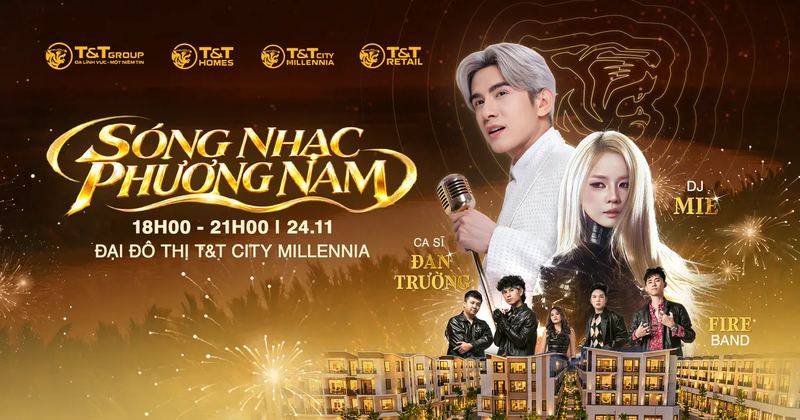 T&T GROUP
ĐA LĨNH VỰC - MỘT NIỀM TIN
T&T
HOMES
T&T CITY
MILLENNIA
T&T
RETAIL
SÓNG NHẠC
PHƯƠNG NAM
18H00 - 21H00 | 24.11
ĐẠI ĐÔ THỊ T&T CITY MILLENNIA
CA SĨ
ĐAN
TRƯỜNG
DJ
MIE
FIRE
BAND